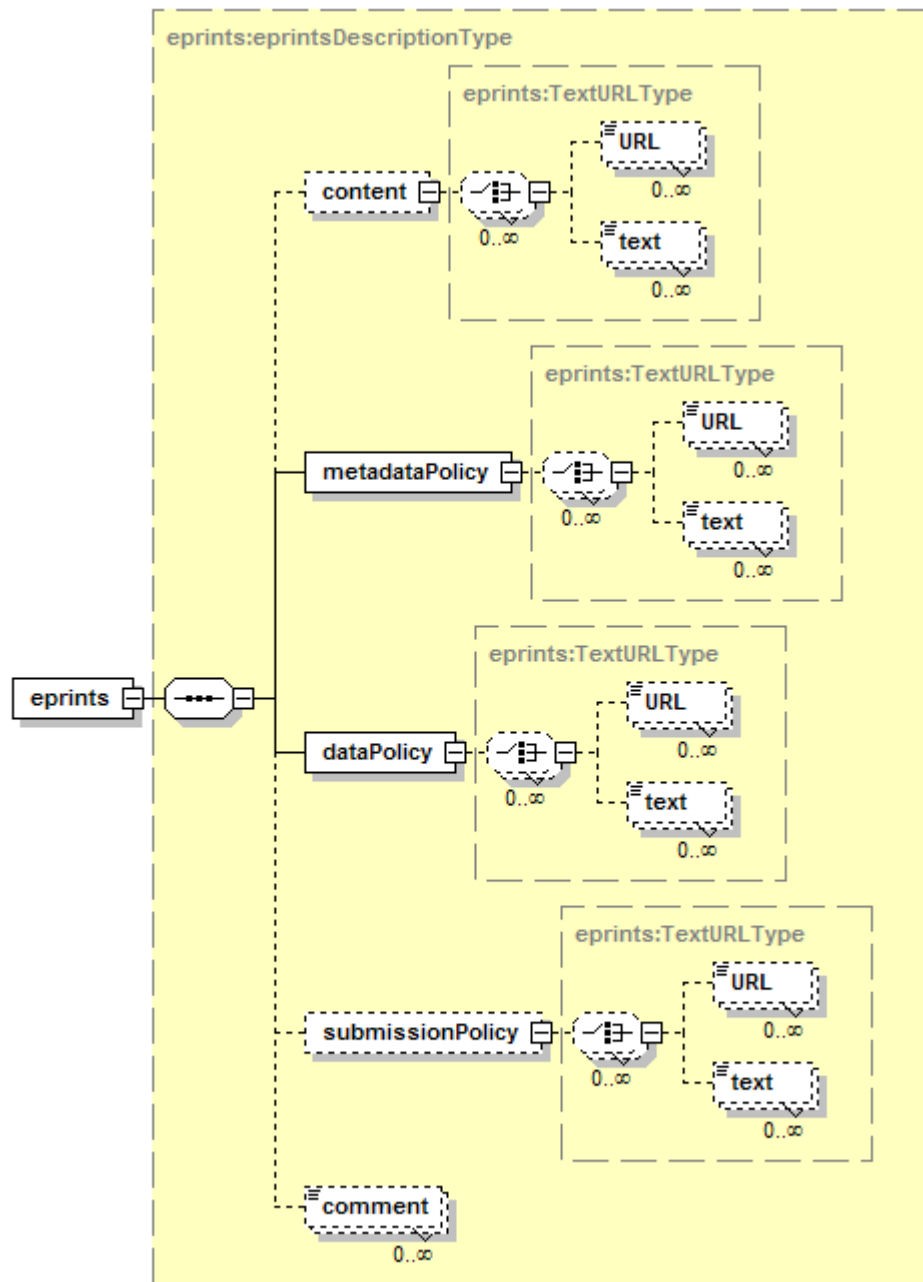 eprints:eprintsDescriptionType
eprints:TextURLType
URL
0..∞
content
0..∞
text
0..∞
eprints:TextURLType
URL
0..∞
metadataPolicy
0..∞
text
0..∞
eprints:TextURLType
eprints
URL
0..∞
dataPolicy
0..∞
text
0..∞
eprints:TextURLType
URL
0..∞
submissionPolicy
0..∞
text
0..∞
comment
0..∞